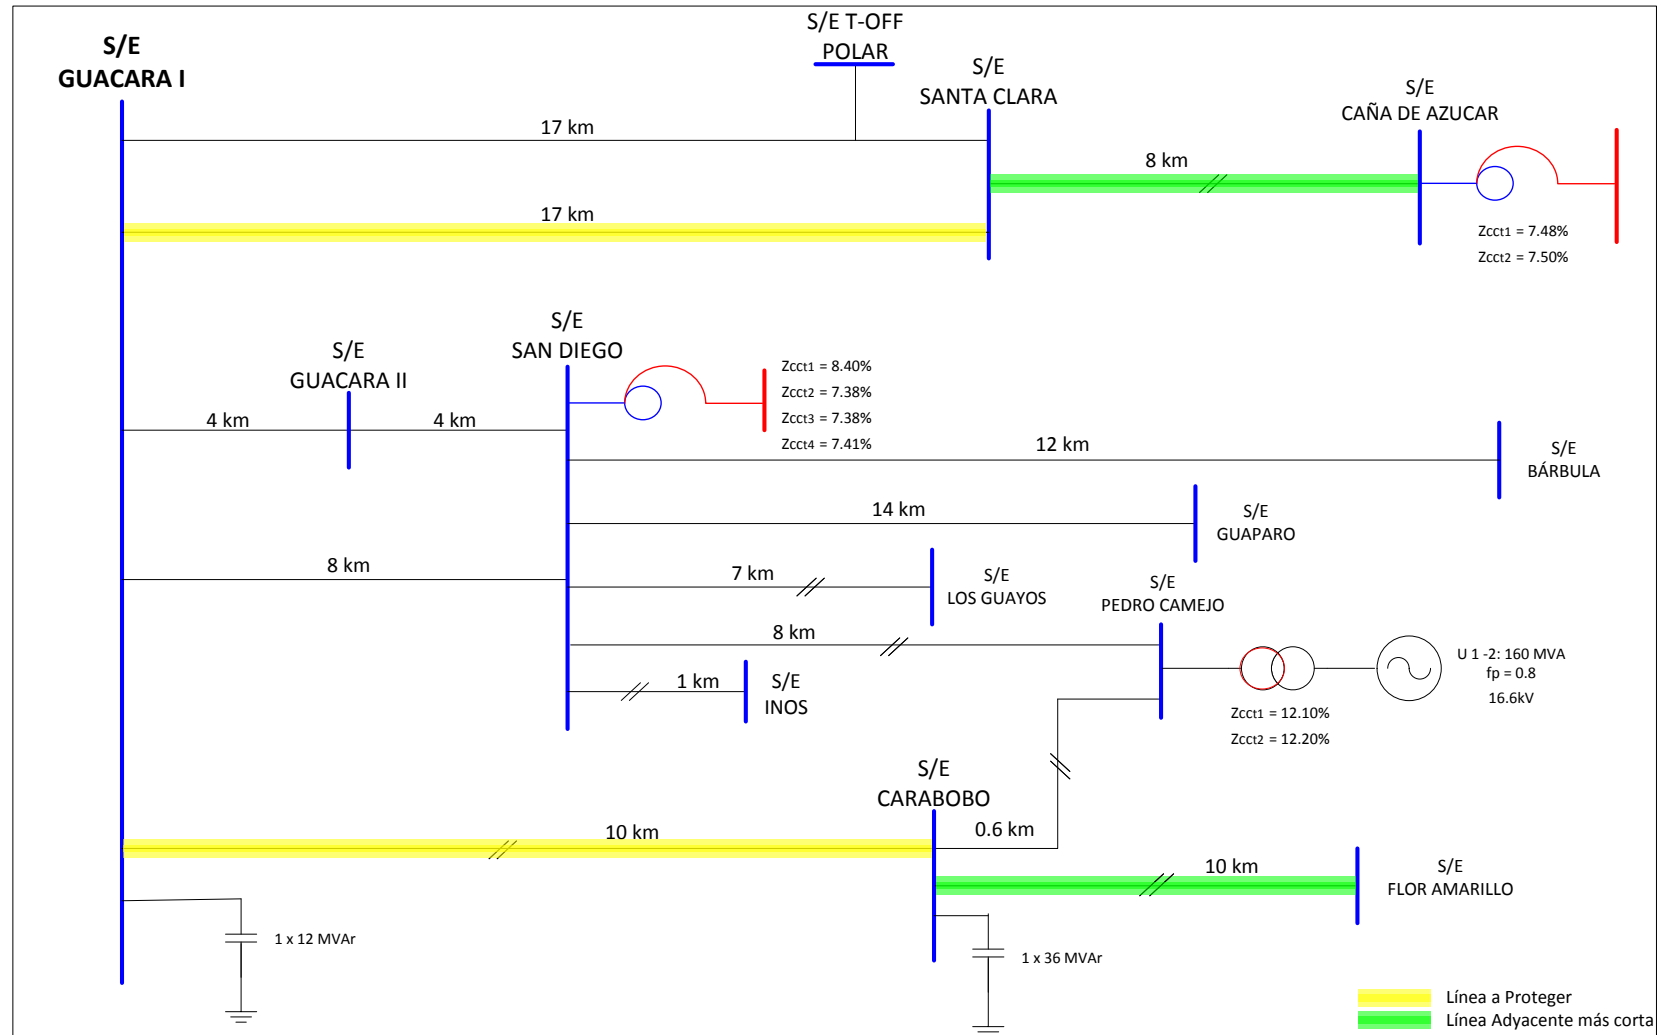 S/E
GUACARA I
S/E T-OFF
POLAR
S/E
SANTA CLARA
S/E
CAÑA DE AZUCAR
17 km
8 km
17 km
Zcct1 = 7.48%
Zcct2 = 7.50%
S/E
SAN DIEGO
S/E
GUACARA II
Zcct1 = 8.40%
Zcct2 = 7.38%
Zcct3 = 7.38%
Zcct4 = 7.41%
4 km
4 km
12 km
S/E
BÁRBULA
14 km
S/E
GUAPARO
8 km
7 km
S/E
LOS GUAYOS
S/E
PEDRO CAMEJO
8 km
U 1 -2: 160 MVA
fp = 0.8
16.6kV
1 km
S/E
INOS
Zcct1 = 12.10%
Zcct2 = 12.20%
S/E
CARABOBO
10 km
0.6 km
10 km
S/E
FLOR AMARILLO
1 x 12 MVAr
1 x 36 MVAr
Línea a Proteger
Línea Adyacente más corta